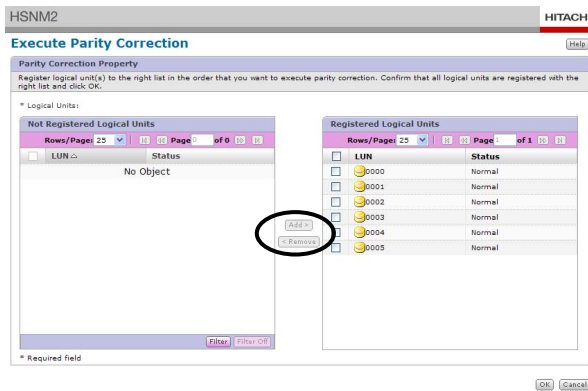 HSNM2
HITACH
Execute Parity Correction
Help
Parity Correction Property
Register logical unit(s) to the right list in the order that you want to execute parity correction. Confirm that all logical units are registered with the
right list and click OK.
* Logical Units:
Not Registered Logical Units
Rows/Page: 25 Page 0 of 0
LUN Status
No Object
Filter Filter Off
Add >
< Remove
Registered Logical Units
Rows/Page: 25 Page 1 of 1
LUN Status
0000 Normal
0001 Normal
0002 Normal
0003 Normal
0004 Normal
0005 Normal
* Required field
OK Cancel